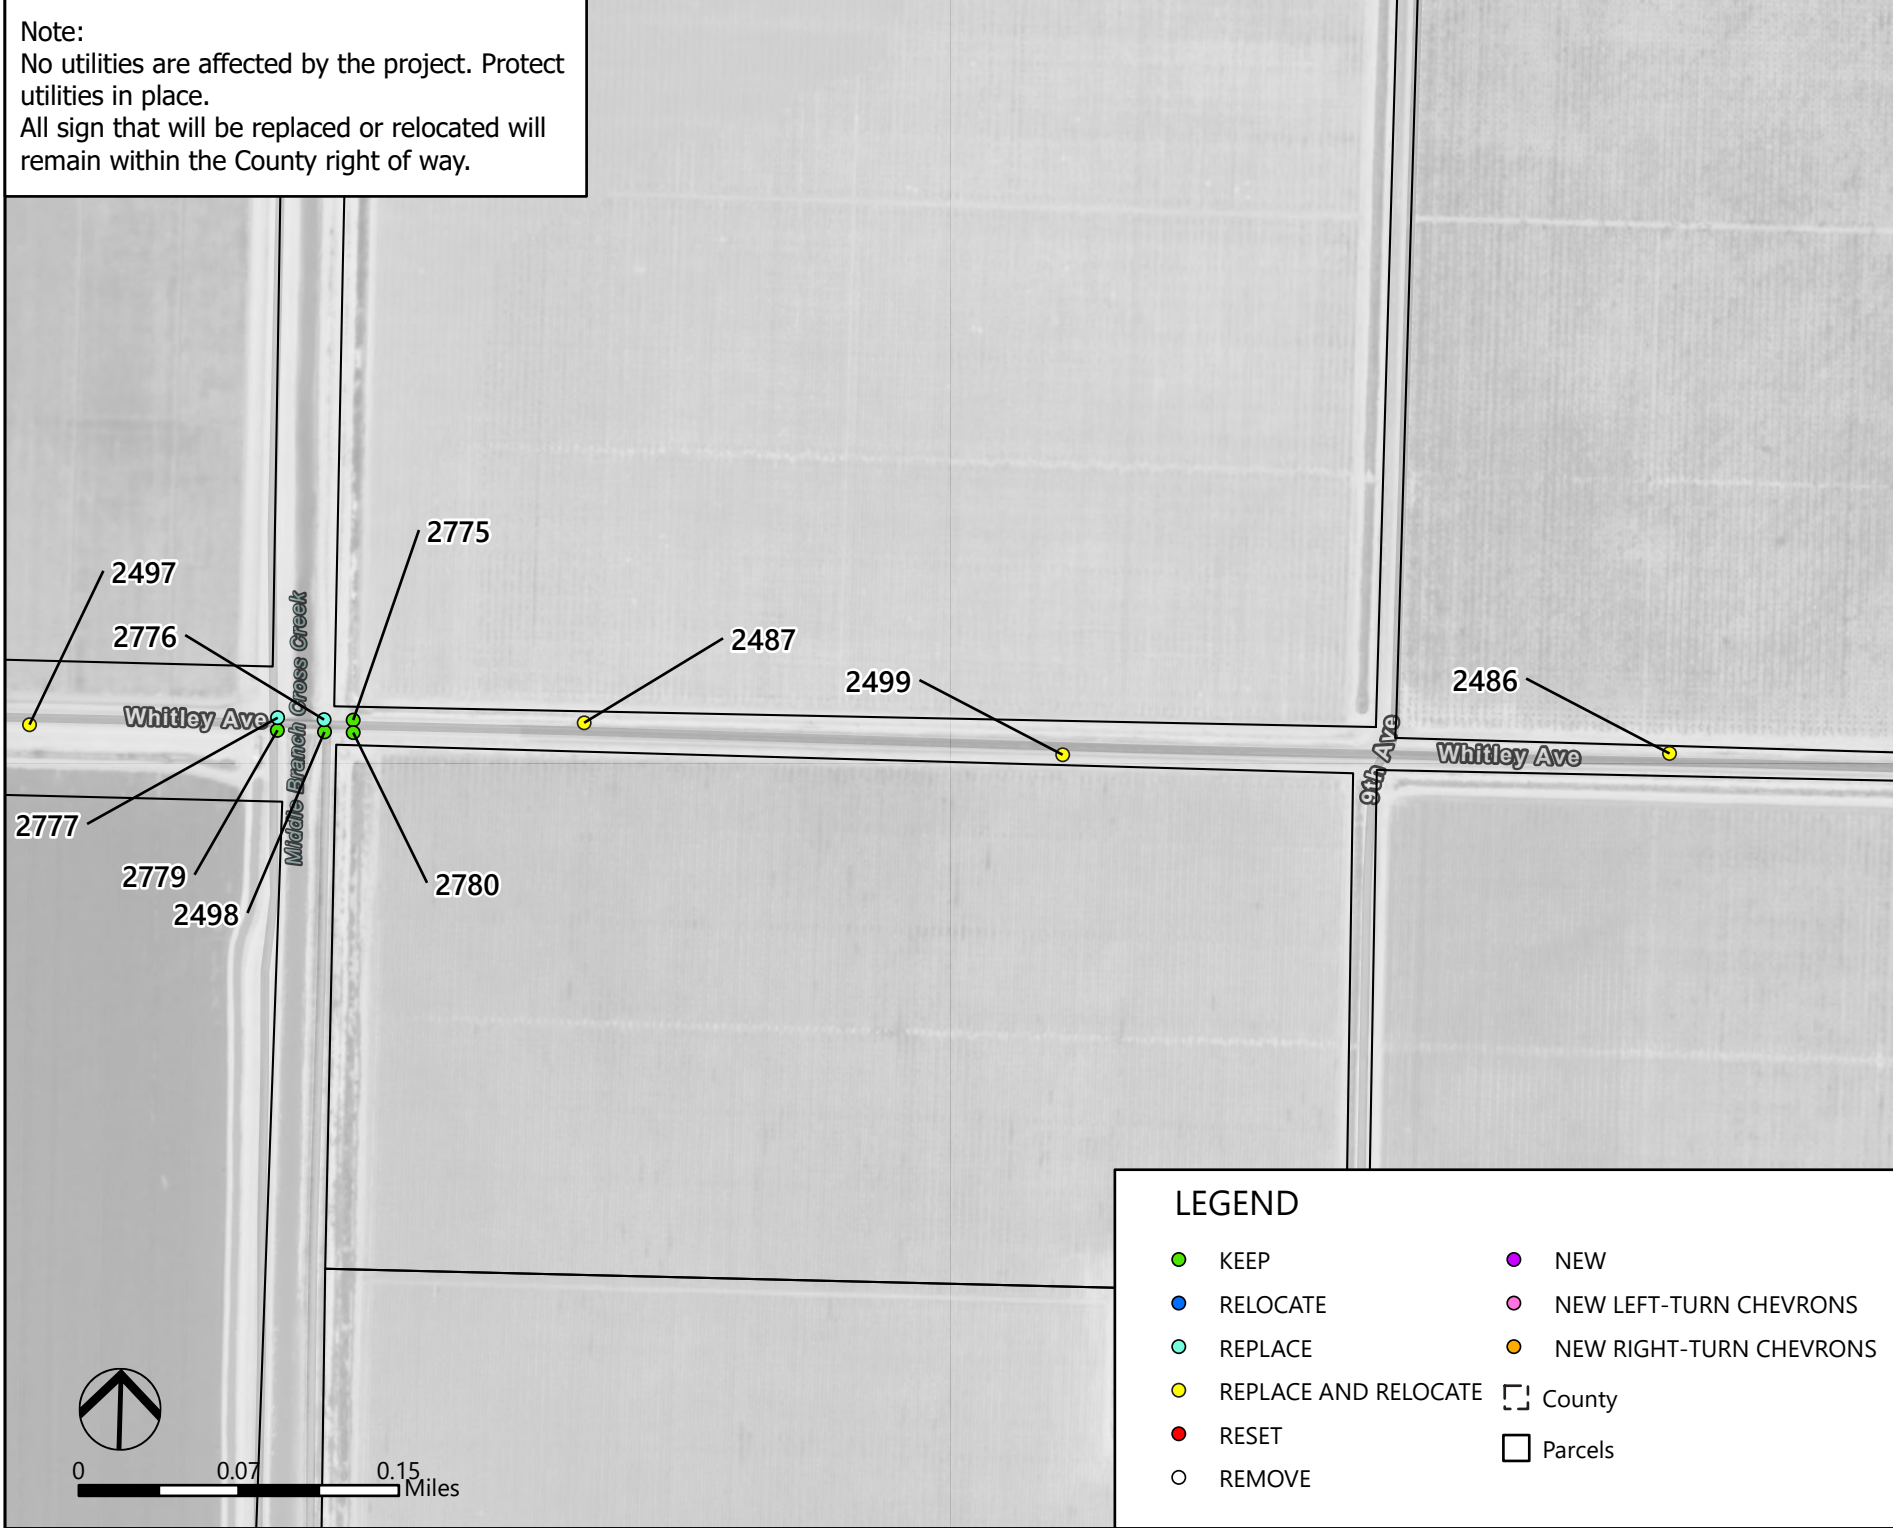 Note:
No utilities are affected by the project. Protect
utilities in place.
All sign that will be replaced or relocated will
remain within the County right of way.
2775
2497
2776
2487
2499
2486
Middle Branch Cross Creek
Whitley Ave
9th Ave
Whitley Ave
2777
2779
2498
2780
LEGEND
KEEP
RELOCATE
REPLACE
REPLACE AND RELOCATE
RESET
REMOVE
NEW
NEW LEFT-TURN CHEVRONS
NEW RIGHT-TURN CHEVRONS
County
Parcels
0 0.07 0.15
Miles